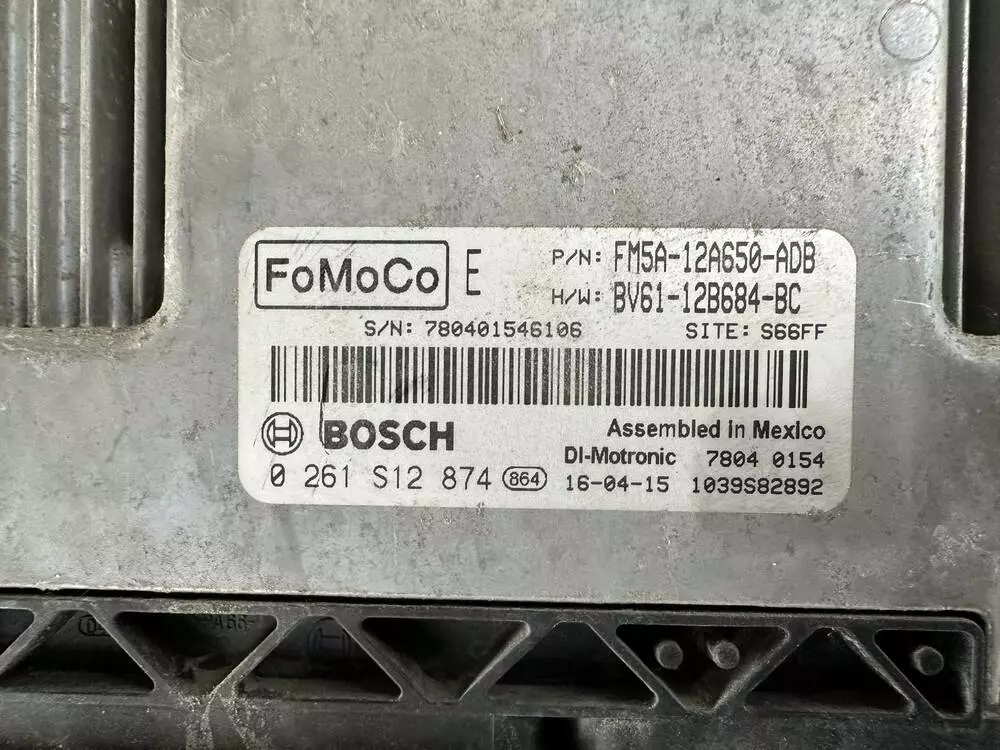 FoMoCo E P/N: FM5A-12A650-ADB
H/W: BV61-12B684-BC
S/N: 780401546106 SITE: S66FF
BOSCH Assembled in Mexico
DI-Motronic 7804 0154
0 261 S12 874 864 16-04-15 1039S82892